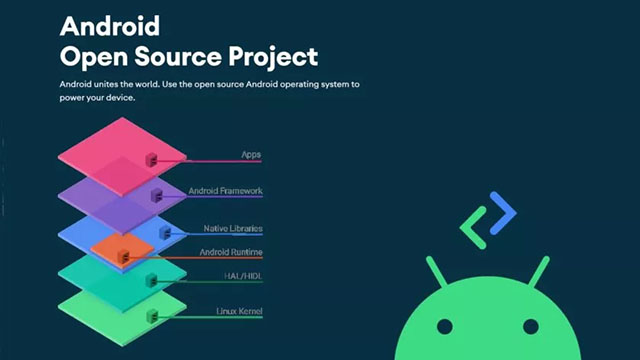 Android
Open Source Project
Android unites the world. Use the open source Android operating system to
power your device.
Apps
Android Framework
Native Libraries
Android Runtime
HAL/HIDL
Linux Kernel